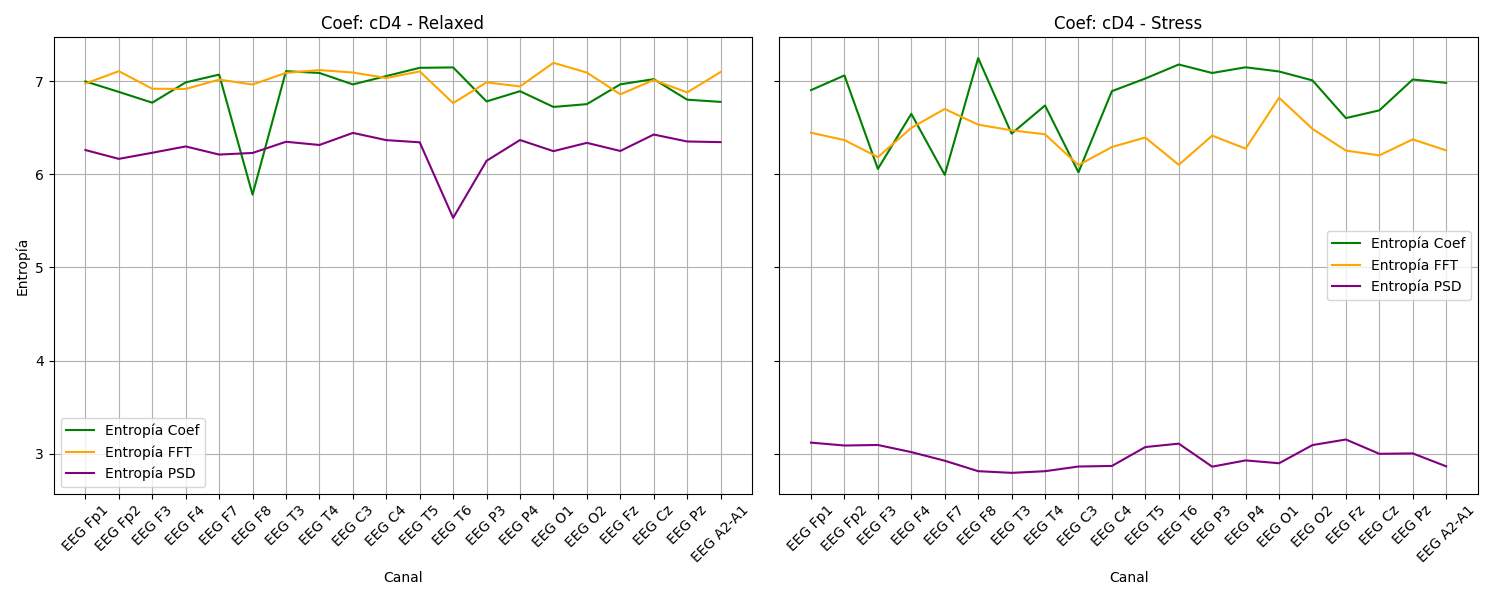 Coef: cD4 - Relaxed
Entropía
7
6
5
4
3
Entropía Coef
Entropía FFT
Entropía PSD
EEG Fp1
EEG Fp2
EEG F3
EEG F4
EEG F7
EEG F8
EEG T3
EEG T4
EEG C3
EEG C4
EEG T5
EEG T6
EEG P3
EEG P4
EEG O1
EEG O2
EEG Fz
EEG Cz
EEG Pz
EEG A2-A1
Canal
Coef: cD4 - Stress
Entropía Coef
Entropía FFT
Entropía PSD
EEG Fp1
EEG Fp2
EEG F3
EEG F4
EEG F7
EEG F8
EEG T3
EEG T4
EEG C3
EEG C4
EEG T5
EEG T6
EEG P3
EEG P4
EEG O1
EEG O2
EEG Fz
EEG Cz
EEG Pz
EEG A2-A1
Canal